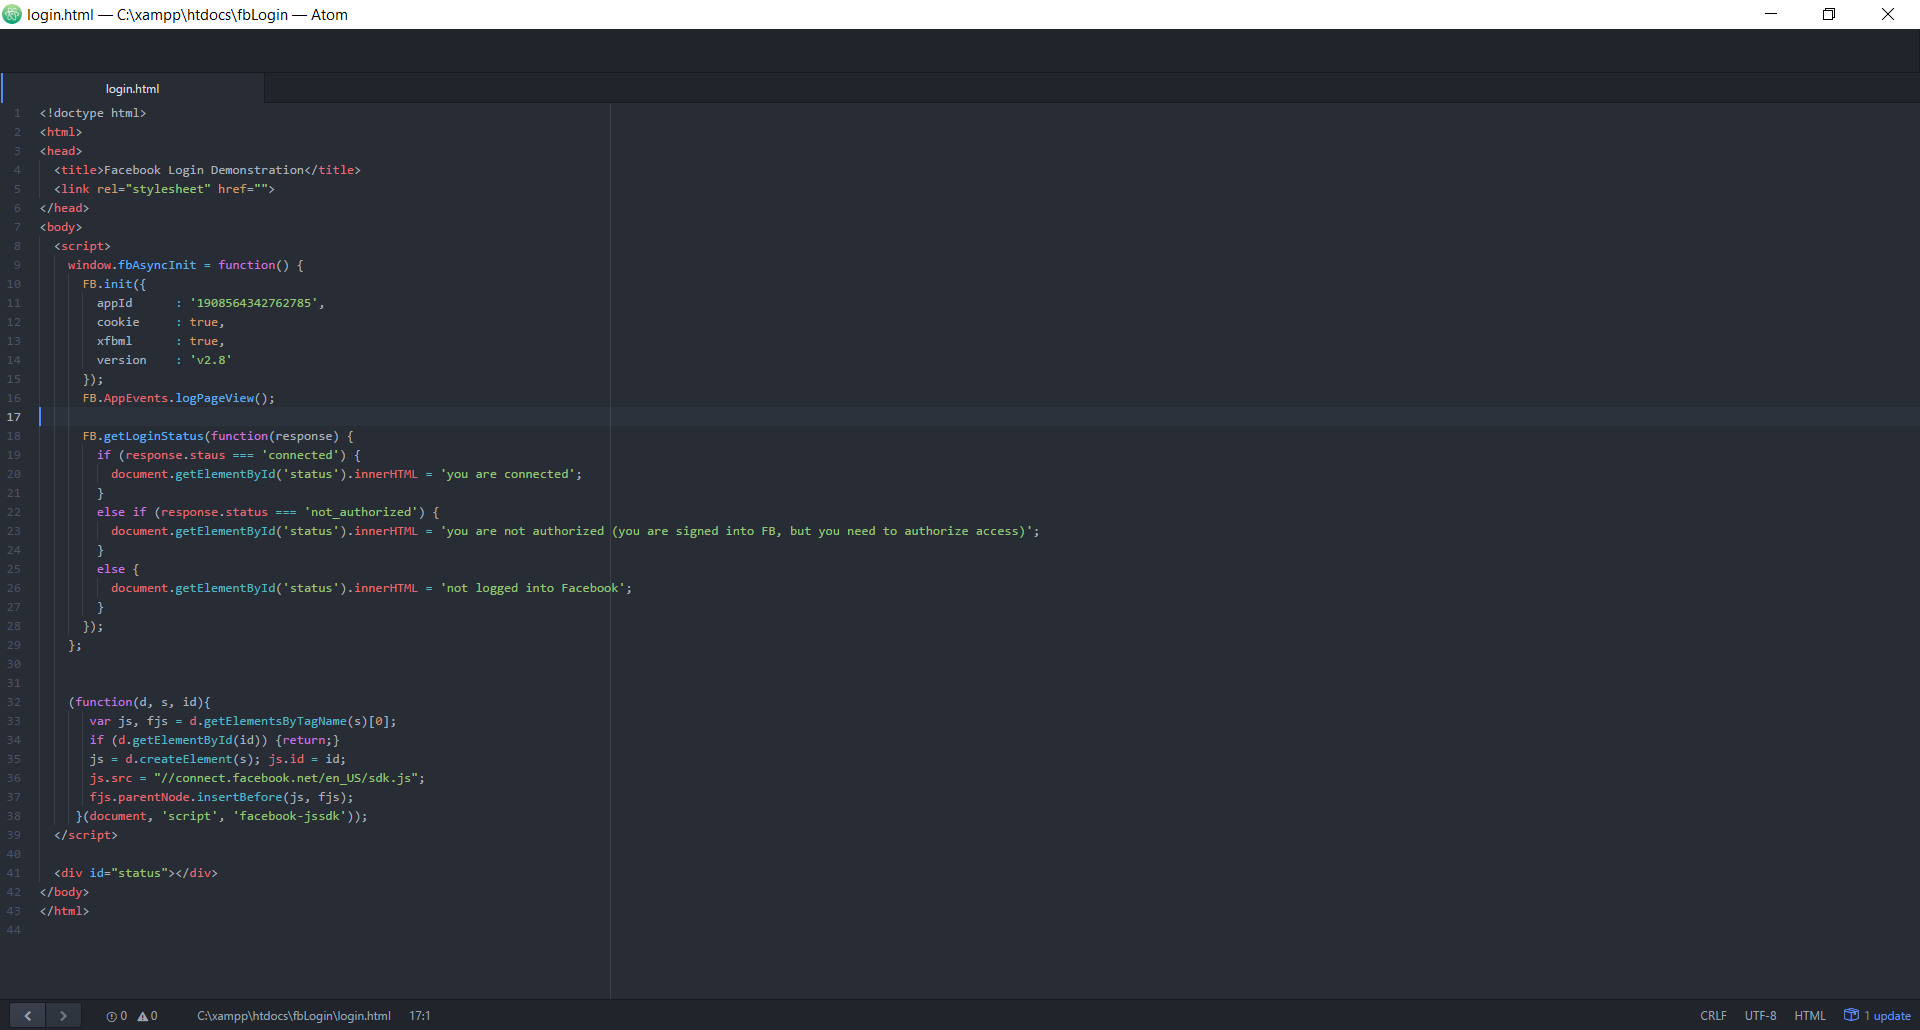 login.html — C:\xampp\htdocs\fbLogin — Atom
login.html
1 <!doctype html>
2 <html>
3 <head>
4 <title>Facebook Login Demonstration</title>
5 <link rel="stylesheet" href="">
6 </head>
7 <body>
8 <script>
9 window.fbAsyncInit = function() {
10 FB.init({
11 appId : '1908564342762785',
12 cookie : true,
13 xfbml : true,
14 version : 'v2.8'
15 });
16 FB.AppEvents.logPageView();
17
18 FB.getLoginStatus(function(response) {
19 if (response.staus === 'connected') {
20 document.getElementById('status').innerHTML = 'you are connected';
21 }
22 else if (response.status === 'not_authorized') {
23 document.getElementById('status').innerHTML = 'you are not authorized (you are signed into FB, but you need to authorize access)';
24 }
25 else {
26 document.getElementById('status').innerHTML = 'not logged into Facebook';
27 }
28 });
29 };
30
31
32 (function(d, s, id){
33 var js, fjs = d.getElementsByTagName(s)[0];
34 if (d.getElementById(id)) {return;}
35 js = d.createElement(s); js.id = id;
36 js.src = "//connect.facebook.net/en_US/sdk.js";
37 fjs.parentNode.insertBefore(js, fjs);
38 }(document, 'script', 'facebook-jssdk'));
39 </script>
40
41 <div id="status"></div>
42 </body>
43 </html>
44
0 0 C:\xampp\htdocs\fbLogin\login.html 17:1 CRLF UTF-8 HTML 1 update